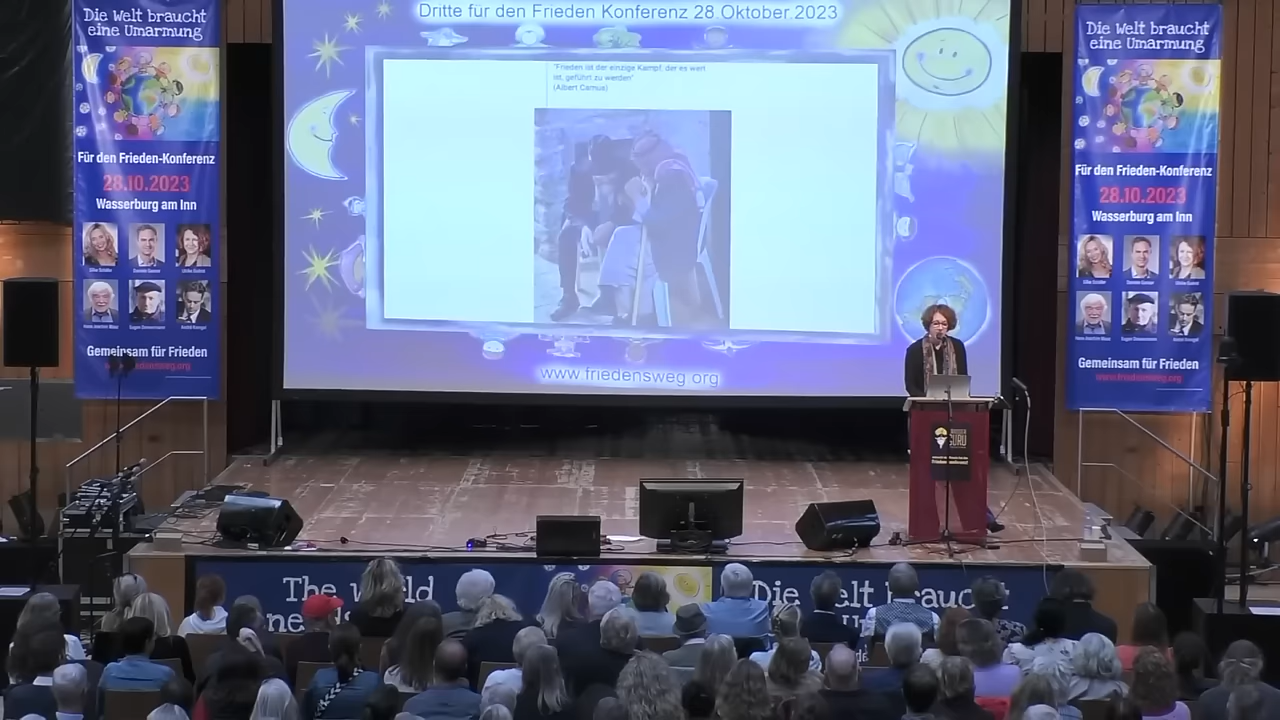 Dritte für den Frieden Konferenz 28 Oktober.2023
"Frieden ist der einzige Kampf, der es wert
ist, geführt zu werden"
(Albert Camus)
www.friedensweg.org
Die Welt braucht
eine Umarmung
Für den Frieden-Konferenz
28.10.2023
Wasserburg am Inn
Gemeinsam für Frieden
Die Welt braucht
eine Umarmung
Für den Frieden-Konferenz
28.10.2023
Wasserburg am Inn
Gemeinsam für Frieden
www.friedensweg.org
GURU
The world
Die Welt braucht